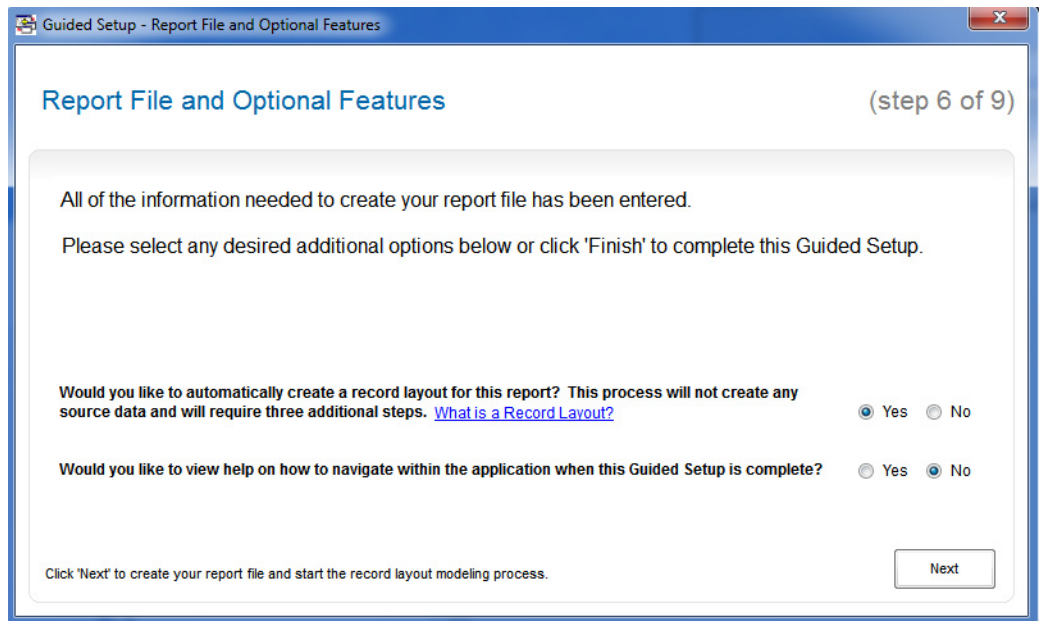 Guided Setup - Report File and Optional Features
Report File and Optional Features
(step 6 of 9)
All of the information needed to create your report file has been entered.
Please select any desired additional options below or click 'Finish' to complete this Guided Setup.
Would you like to automatically create a record layout for this report? This process will not create any
source data and will require three additional steps. What is a Record Layout?
Yes No
Would you like to view help on how to navigate within the application when this Guided Setup is complete?
Yes No
Click 'Next' to create your report file and start the record layout modeling process.
Next